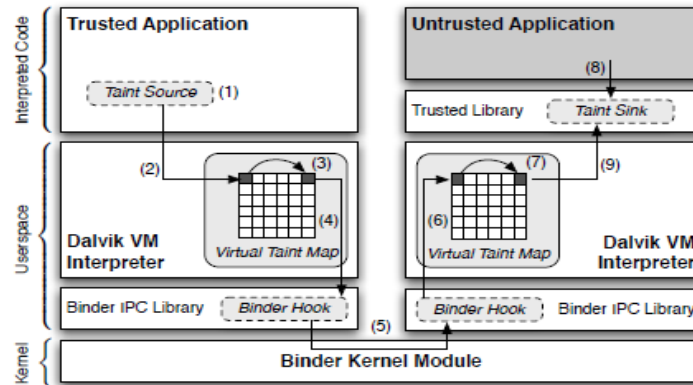 Interpreted Code
Userspace
Kernel
Trusted Application
Taint Source
(1)
(2)
(3)
(4)
Virtual Taint Map
Dalvik VM
Interpreter
Binder IPC Library
Binder Hook
(5)
Binder Kernel Module
Untrusted Application
(8)
Trusted Library
Taint Sink
(7)
(9)
(6)
Virtual Taint Map
Dalvik VM
Interpreter
Binder Hook
Binder IPC Library